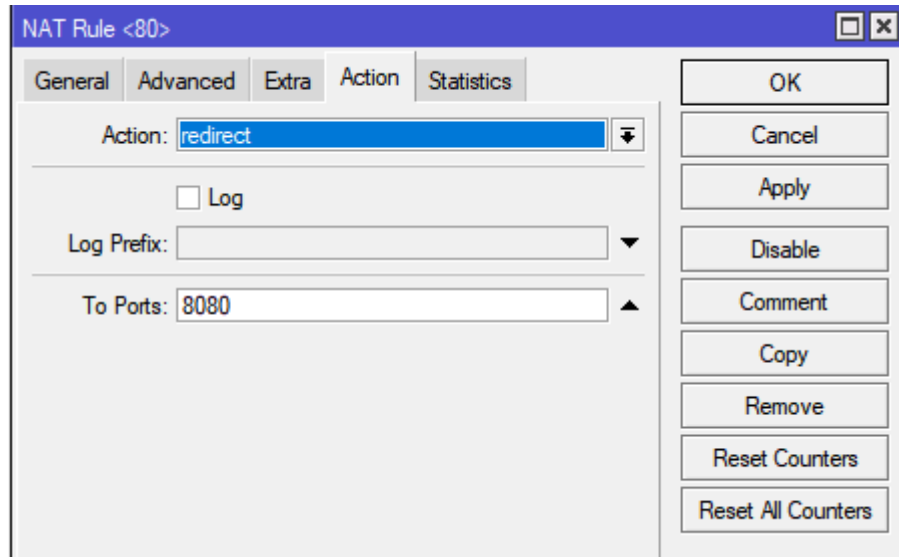 NAT Rule <80>
General Advanced Extra Action Statistics
Action: redirect
Log
Log Prefix:
To Ports: 8080
OK
Cancel
Apply
Disable
Comment
Copy
Remove
Reset Counters
Reset All Counters